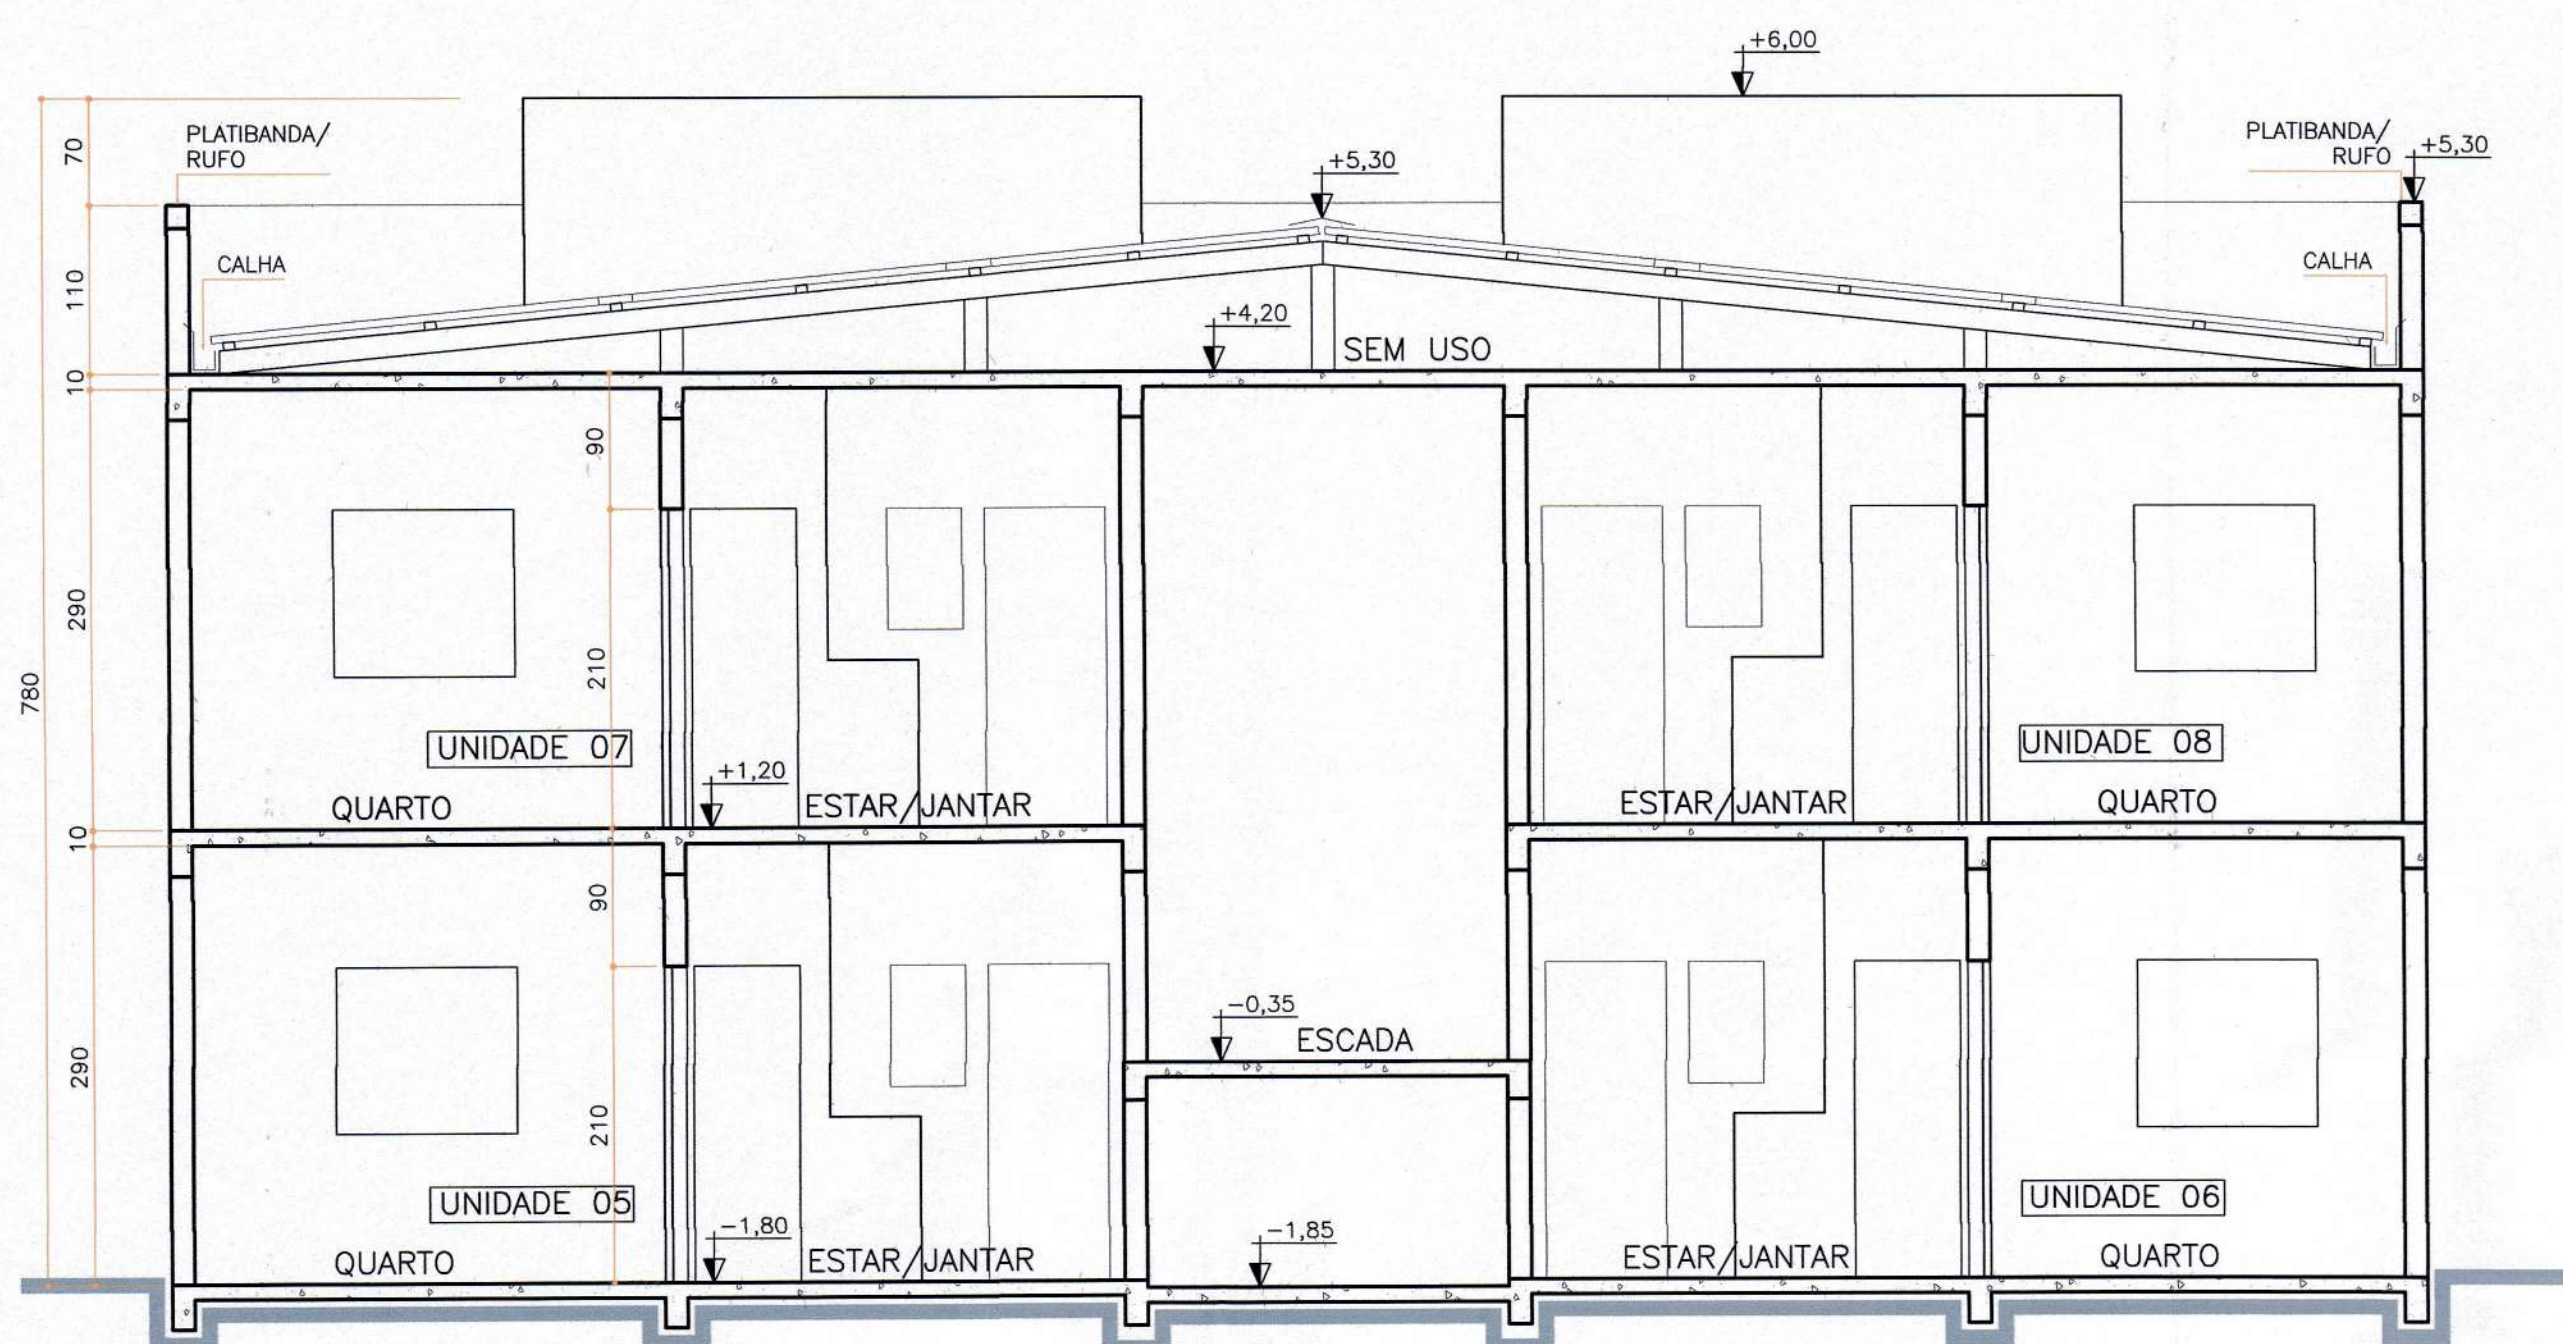 +6,00
PLATIBANDA/
RUFO
+5,30
PLATIBANDA/
RUFO
+5,30
70
CALHA
CALHA
110
+4,20
SEM USO
10
90
290
210
780
UNIDADE 07
UNIDADE 08
+1,20
QUARTO
ESTAR/JANTAR
ESTAR/JANTAR
QUARTO
10
90
-0,35
ESCADA
290
210
UNIDADE 05
UNIDADE 06
-1,80
-1,85
QUARTO
ESTAR/JANTAR
ESTAR/JANTAR
QUARTO